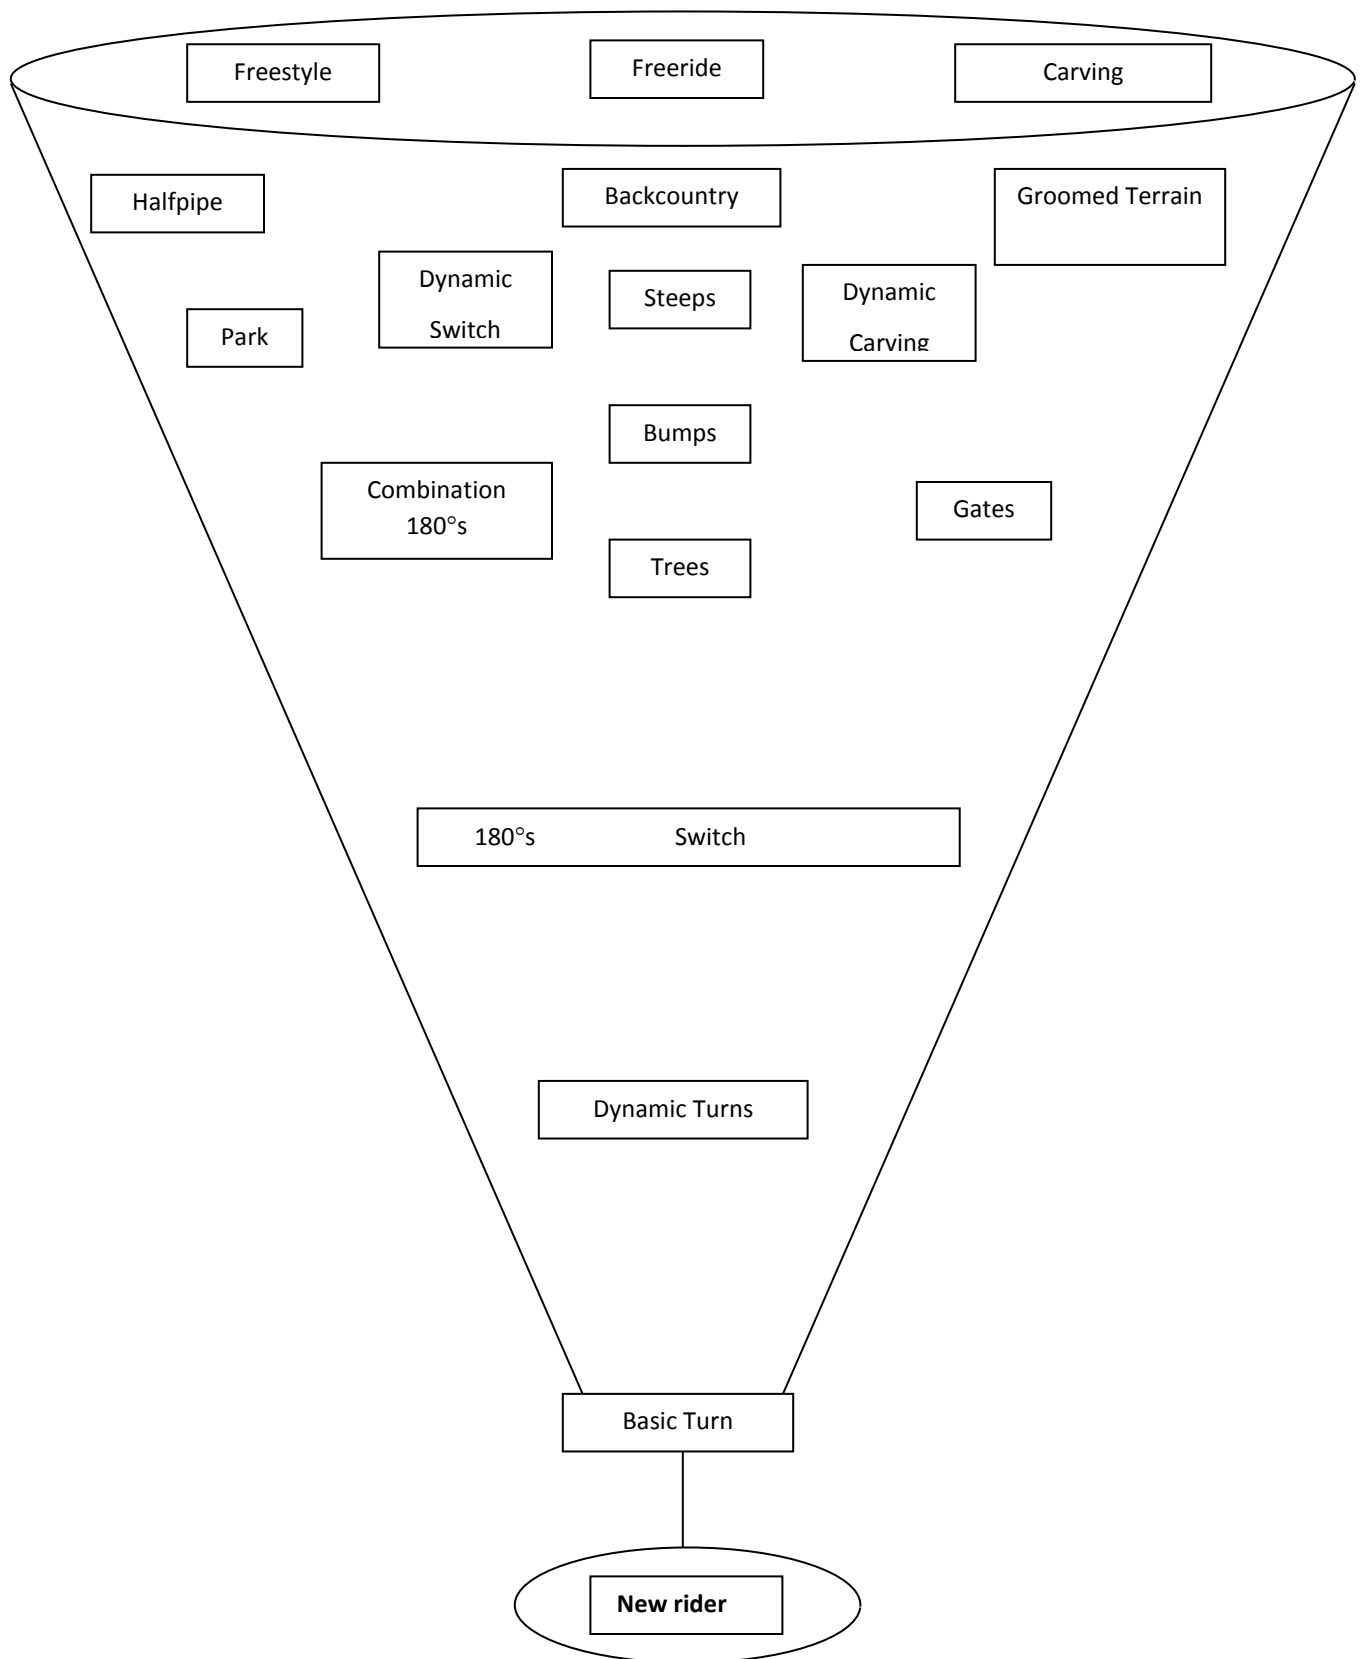 Freestyle
Freeride
Carving
Halfpipe
Backcountry
Groomed Terrain
Dynamic
Switch
Steeps
Dynamic
Carving
Park
Bumps
Combination
180°s
Gates
Trees
180°s Switch
Dynamic Turns
Basic Turn
New rider